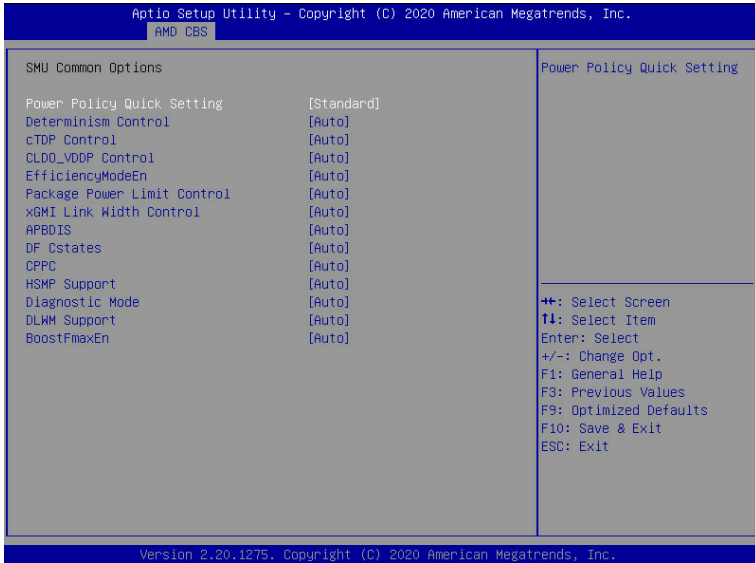 Aptio Setup Utility – Copyright (C) 2020 American Megatrends, Inc.
AMD CBS
SMU Common Options
Power Policy Quick Setting [Standard]
Determinism Control [Auto]
cTDP Control [Auto]
CLDO_VDDP Control [Auto]
EfficiencyModeEn [Auto]
Package Power Limit Control [Auto]
xGMI Link Width Control [Auto]
APBDIS [Auto]
DF Cstates [Auto]
CPPC [Auto]
HSMP Support [Auto]
Diagnostic Mode [Auto]
DLWM Support [Auto]
BoostFmaxEn [Auto]
Power Policy Quick Setting
→←: Select Screen
↑↓: Select Item
Enter: Select
+/-: Change Opt.
F1: General Help
F3: Previous Values
F9: Optimized Defaults
F10: Save & Exit
ESC: Exit
Version 2.20.1275. Copyright (C) 2020 American Megatrends, Inc.